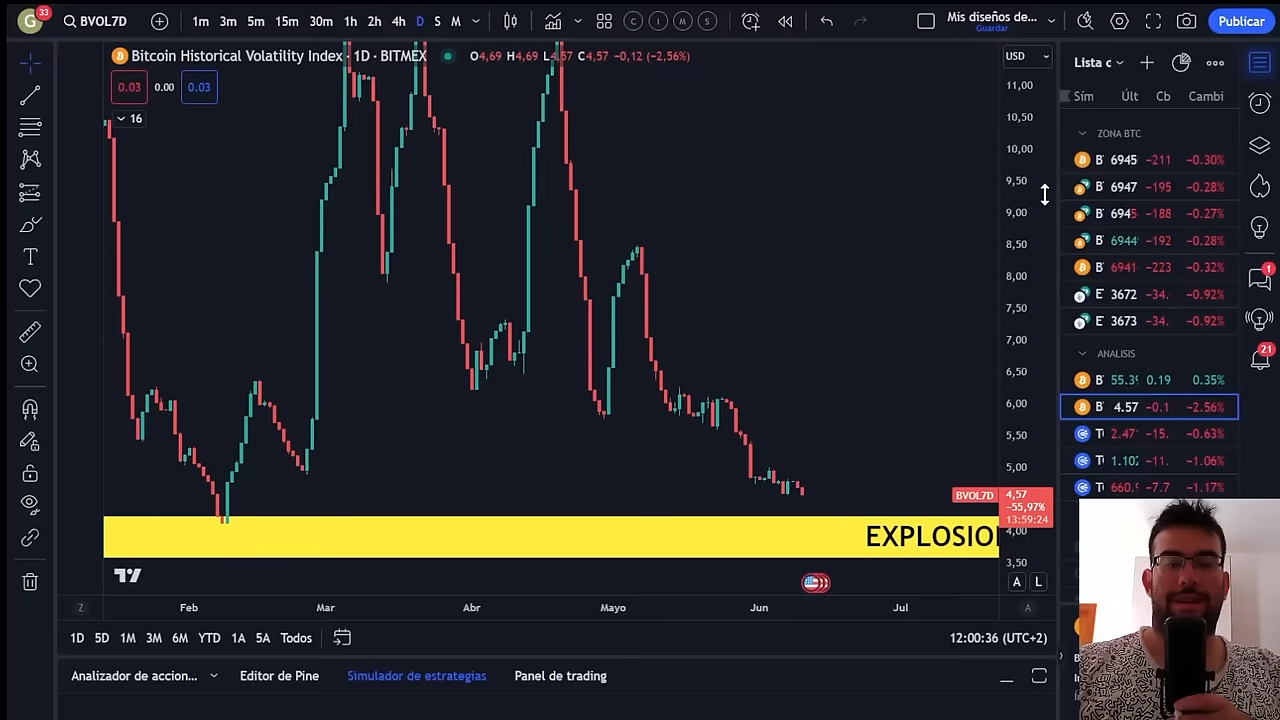 G 33 BVOL7D 1m 3m 5m 15m 30m 1h 2h 4h D S M C I M S Mis diseños de... Guardar Publicar
Bitcoin Historical Volatility Index · 1D · BITMEX O4,69 H4,69 L4,57 C4,57 −0,12 (−2,56%) USD
0.03 0.00 0.03
16
11,00
10,50
10,00
9,50
9,00
8,50
8,00
7,50
7,00
6,50
6,00
5,50
5,00
BVOL7D 4,57
−55,97%
13:59:24
4,00
3,50
EXPLOSIO
A L
Z Feb Mar Abr Mayo Jun Jul A
1D 5D 1M 3M 6M YTD 1A 5A Todos 12:00:36 (UTC+2)
Analizador de accion... Editor de Pine Simulador de estrategias Panel de trading
Lista c
Sím Últ Cb Cambi
ZONA BTC
B 6945 −211 −0.30%
B 6947 −195 −0.28%
B 6945 −188 −0.27%
B 6944 −192 −0.28%
B 6941 −223 −0.32%
E 3672 −34. −0.92%
E 3673 −34. −0.92%
ANALISIS
B 55.39 0.19 0.35%
B 4.57 −0.1 −2.56%
T 2.47 −15. −0.63%
T 1.102 −11. −1.06%
T 660.9 −7.7 −1.17%
1
21